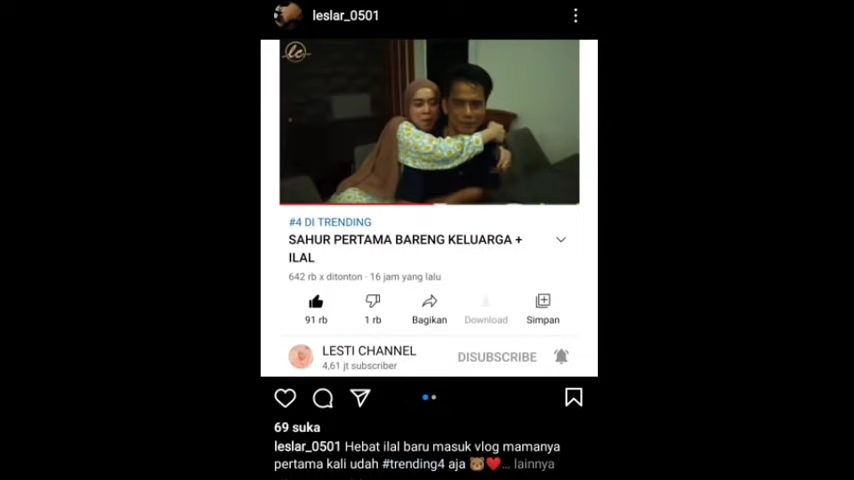 leslar_0501
lc
#4 DI TRENDING
SAHUR PERTAMA BARENG KELUARGA +
ILAL
642 rb x ditonton · 16 jam yang lalu
91 rb
1 rb
Bagikan
Download
Simpan
LESTI CHANNEL
DISUBSCRIBE
4,61 jt subscriber
69 suka
leslar_0501 Hebat ilal baru masuk vlog mamanya
pertama kali udah #trending4 aja 🐻❤️... lainnya